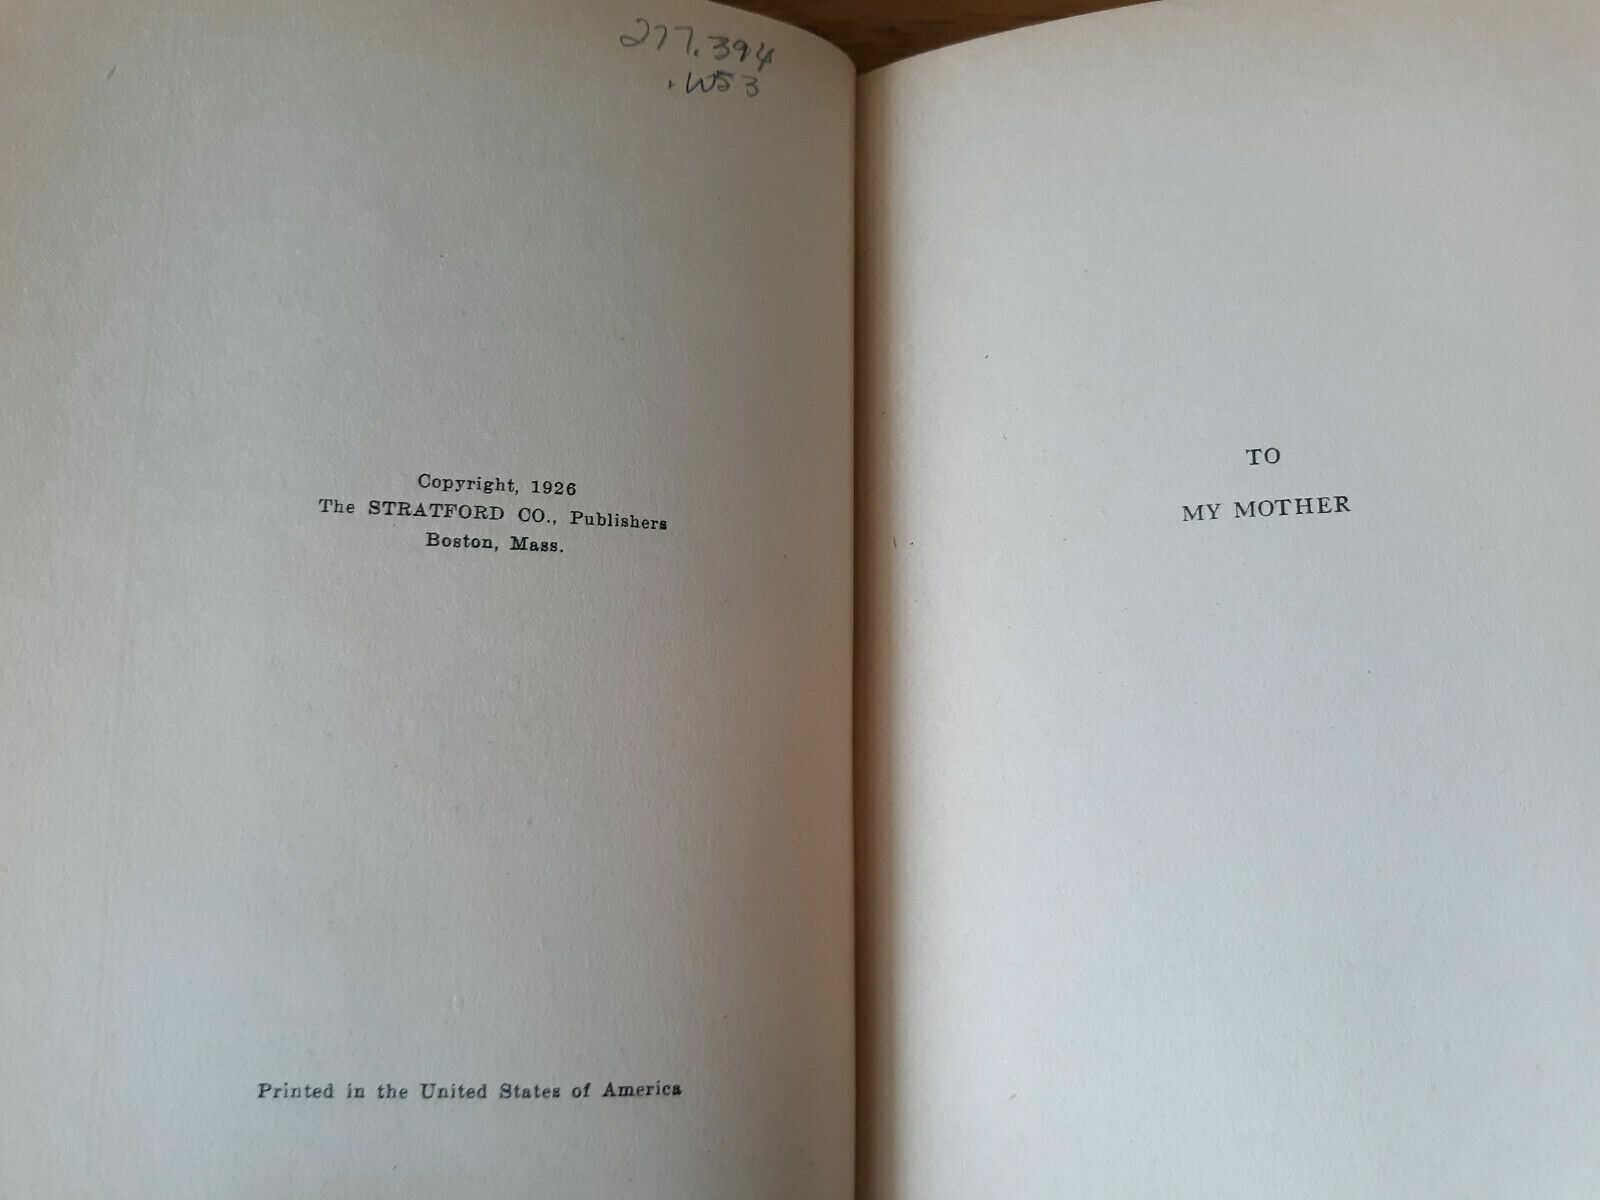 277.394
.W53
Copyright, 1926
The STRATFORD CO., Publishers
Boston, Mass.
Printed in the United States of America
TO
MY MOTHER